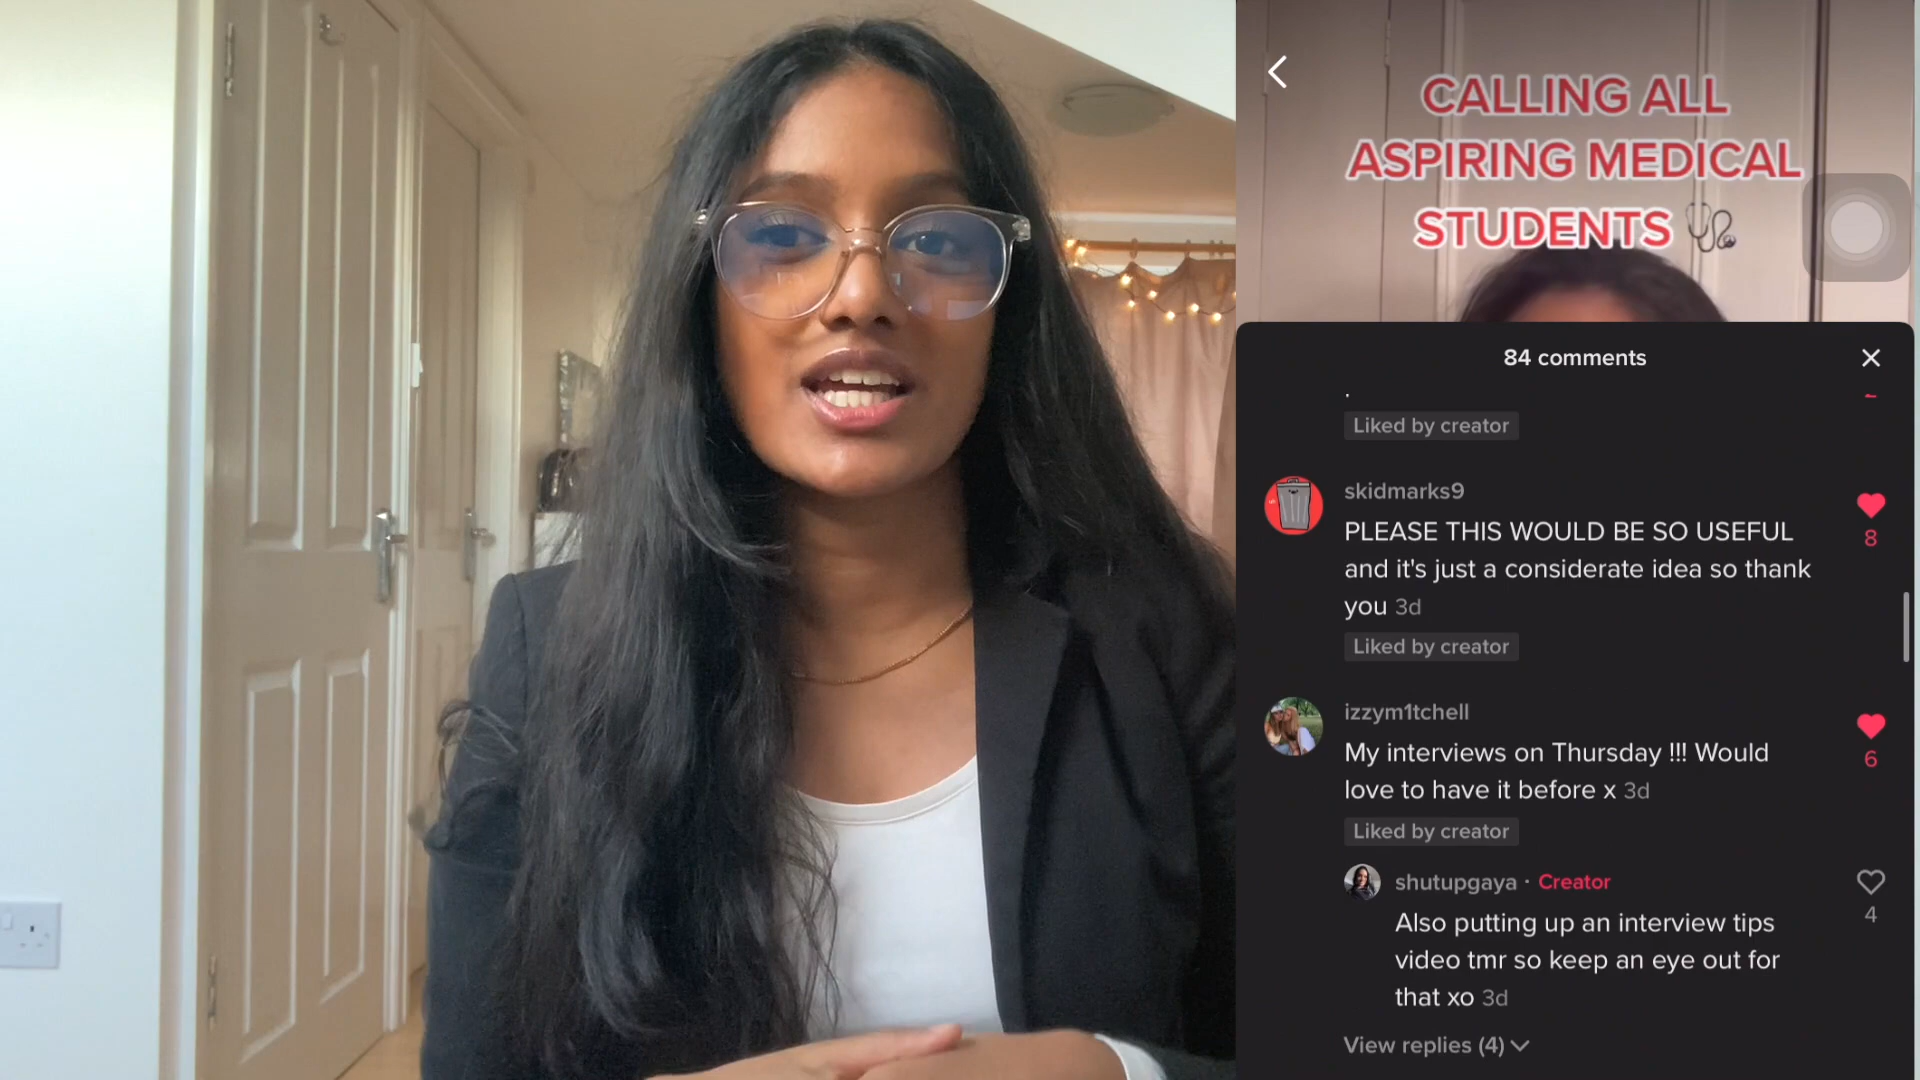 CALLING ALL
ASPIRING MEDICAL
STUDENTS
84 comments
Liked by creator
skidmarks9
PLEASE THIS WOULD BE SO USEFUL
and it's just a considerate idea so thank
you 3d
8
Liked by creator
izzym1tchell
My interviews on Thursday !!! Would
love to have it before x 3d
6
Liked by creator
shutupgaya · Creator
Also putting up an interview tips
video tmr so keep an eye out for
that xo 3d
4
View replies (4)